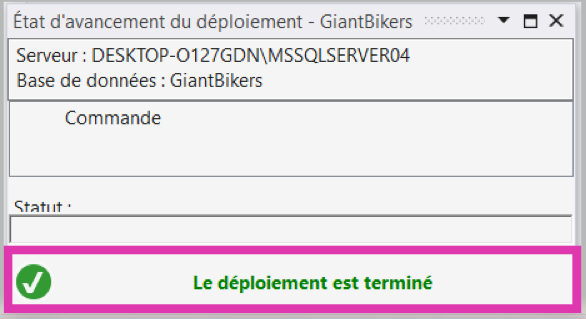 État d'avancement du déploiement - GiantBikers
Serveur : DESKTOP-O127GDN\MSSQLSERVER04
Base de données : GiantBikers
Commande
Statut :
Le déploiement est terminé